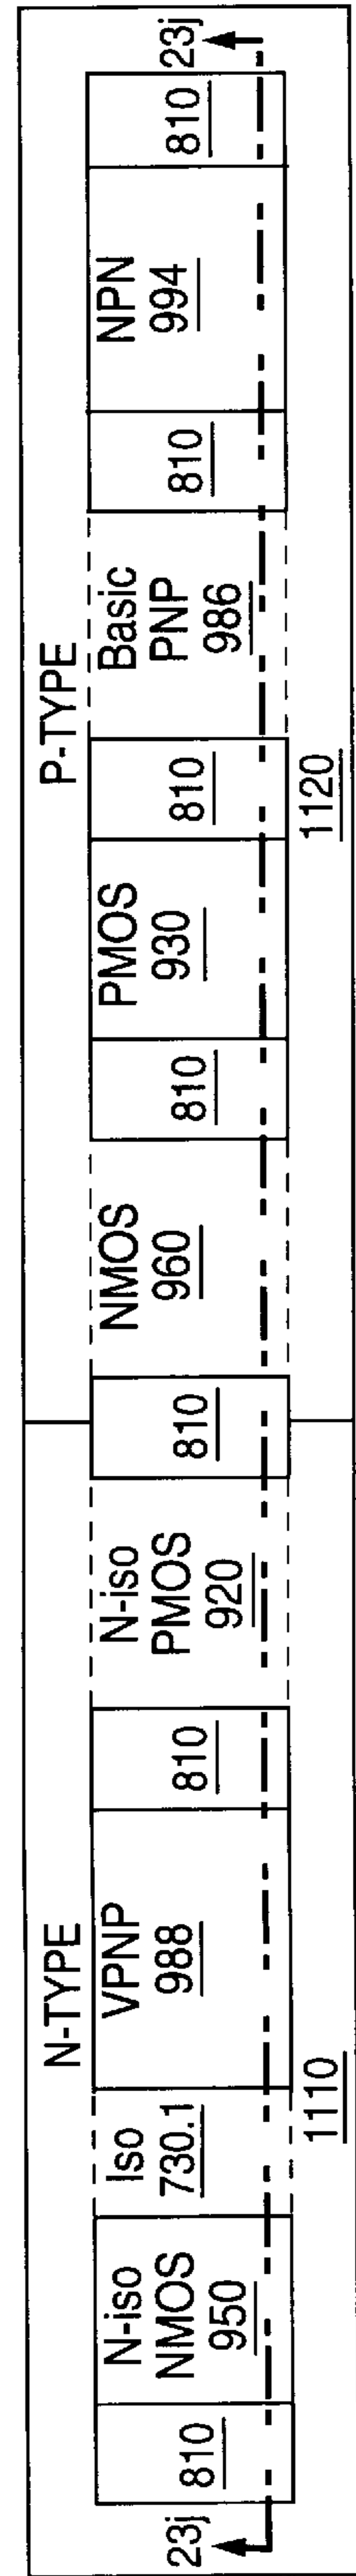 N-TYPE
P-TYPE
23j
810
N-iso
NMOS
950
Iso
730.1
VPNP
988
810
N-iso
PMOS
920
810
NMOS
960
810
PMOS
930
810
Basic
PNP
986
810
NPN
994
810
23j
1110
1120